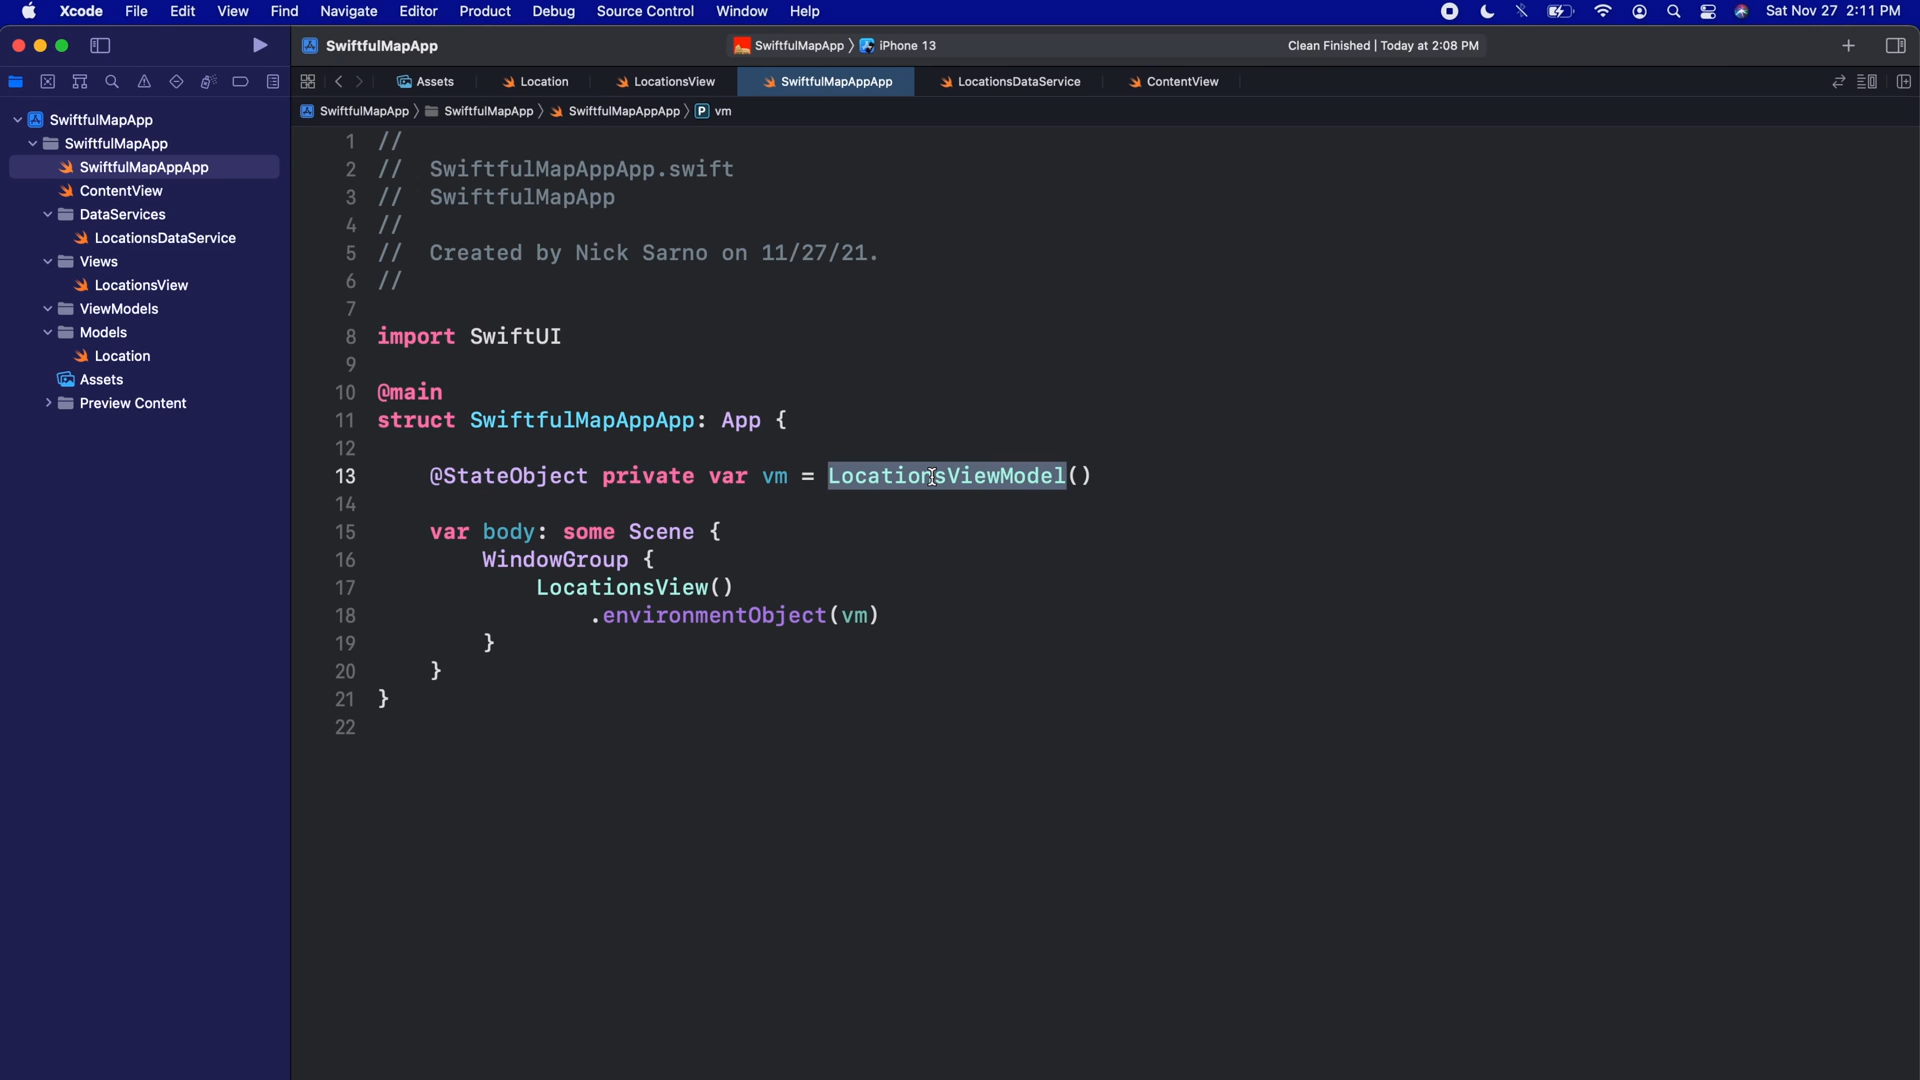 Xcode File Edit View Find Navigate Editor Product Debug Source Control Window Help Sat Nov 27 2:11 PM
SwiftfulMapApp SwiftfulMapApp 〉 iPhone 13 Clean Finished | Today at 2:08 PM
Assets Location LocationsView SwiftfulMapAppApp LocationsDataService ContentView
SwiftfulMapApp 〉 SwiftfulMapApp 〉 SwiftfulMapAppApp 〉 P vm
SwiftfulMapApp
SwiftfulMapApp
SwiftfulMapAppApp
ContentView
DataServices
LocationsDataService
Views
LocationsView
ViewModels
Models
Location
Assets
Preview Content
1 //
2 //  SwiftfulMapAppApp.swift
3 //  SwiftfulMapApp
4 //
5 //  Created by Nick Sarno on 11/27/21.
6 //
7
8 import SwiftUI
9
10 @main
11 struct SwiftfulMapAppApp: App {
12
13     @StateObject private var vm = LocationsViewModel()
14
15     var body: some Scene {
16         WindowGroup {
17             LocationsView()
18                 .environmentObject(vm)
19         }
20     }
21 }
22